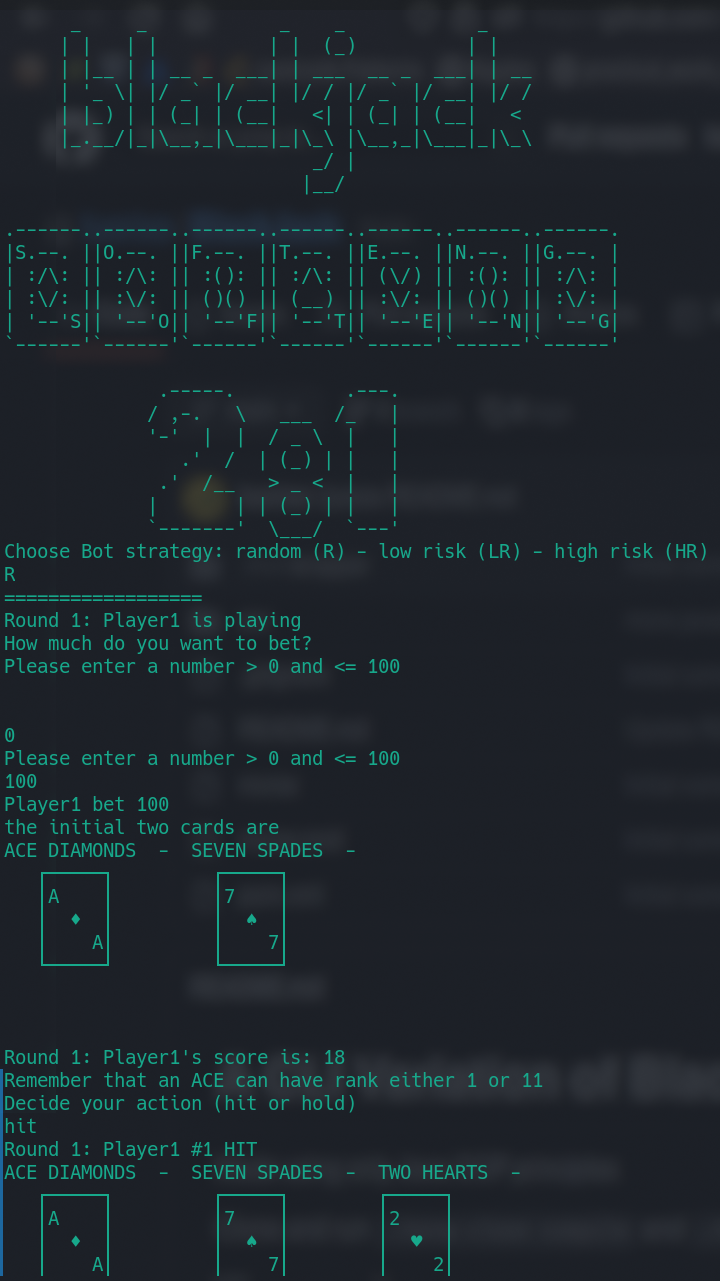 blackjack
S O F T E N G
S O F T E N G
281
Choose Bot strategy: random (R) - low risk (LR) - high risk (HR)
R
==================
Round 1: Player1 is playing
How much do you want to bet?
Please enter a number > 0 and <= 100
0
Please enter a number > 0 and <= 100
100
Player1 bet 100
the initial two cards are
ACE DIAMONDS  -  SEVEN SPADES  -
A 7
♦ ♠
A 7
Round 1: Player1's score is: 18
Remember that an ACE can have rank either 1 or 11
Decide your action (hit or hold)
hit
Round 1: Player1 #1 HIT
ACE DIAMONDS  -  SEVEN SPADES  -  TWO HEARTS  -
A 7 2
♦ ♠ ♥
A 7 2